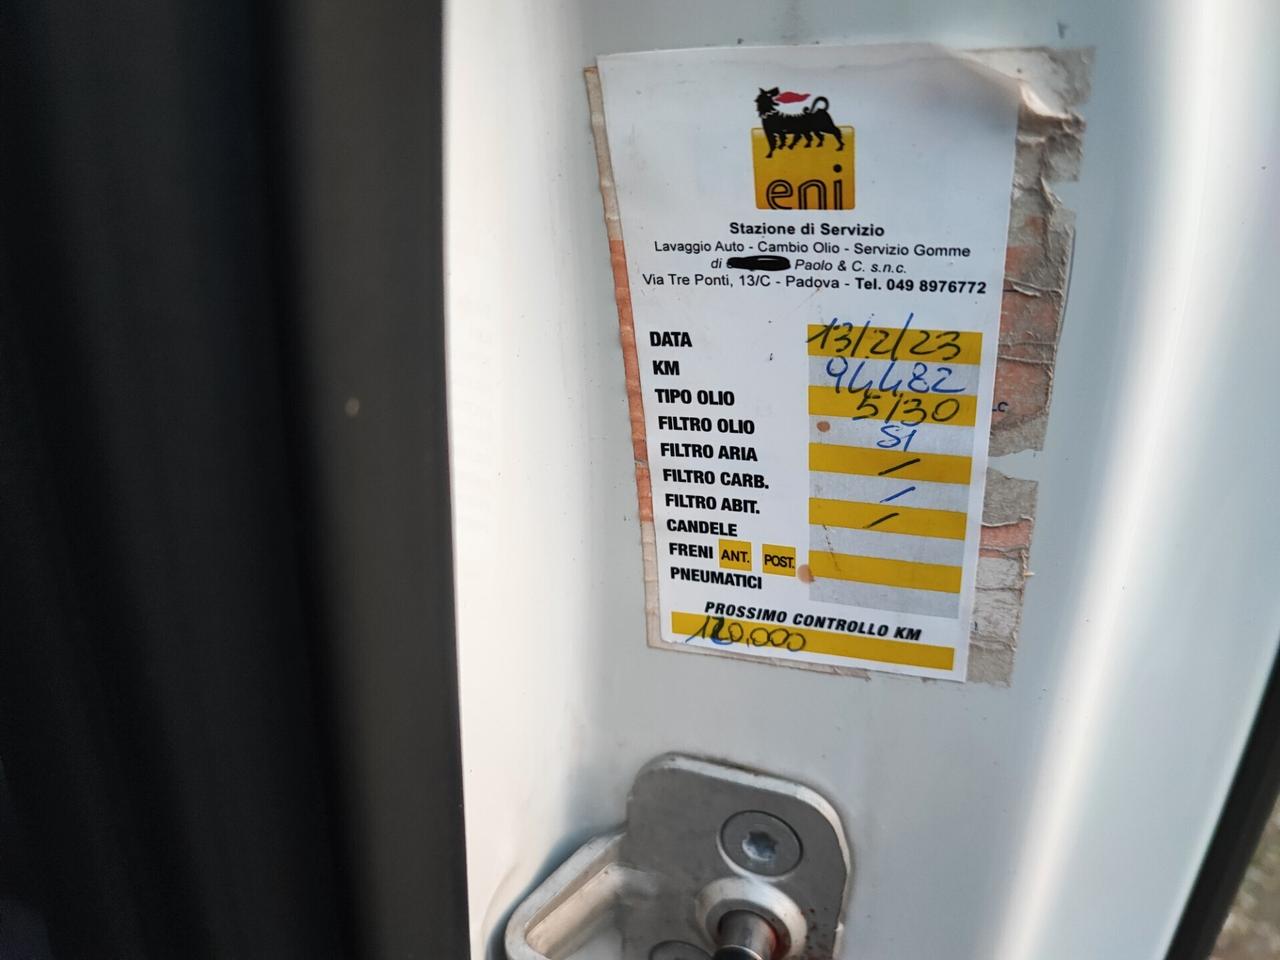 eni
Stazione di Servizio
Lavaggio Auto - Cambio Olio - Servizio Gomme
di Paolo & C. s.n.c.
Via Tre Ponti, 13/C - Padova - Tel. 049 8976772
DATA 13/2/23
KM 94482
TIPO OLIO 5/30
FILTRO OLIO SI
FILTRO ARIA /
FILTRO CARB. /
FILTRO ABIT. /
CANDELE
FRENI ANT. POST.
PNEUMATICI
PROSSIMO CONTROLLO KM
120,000